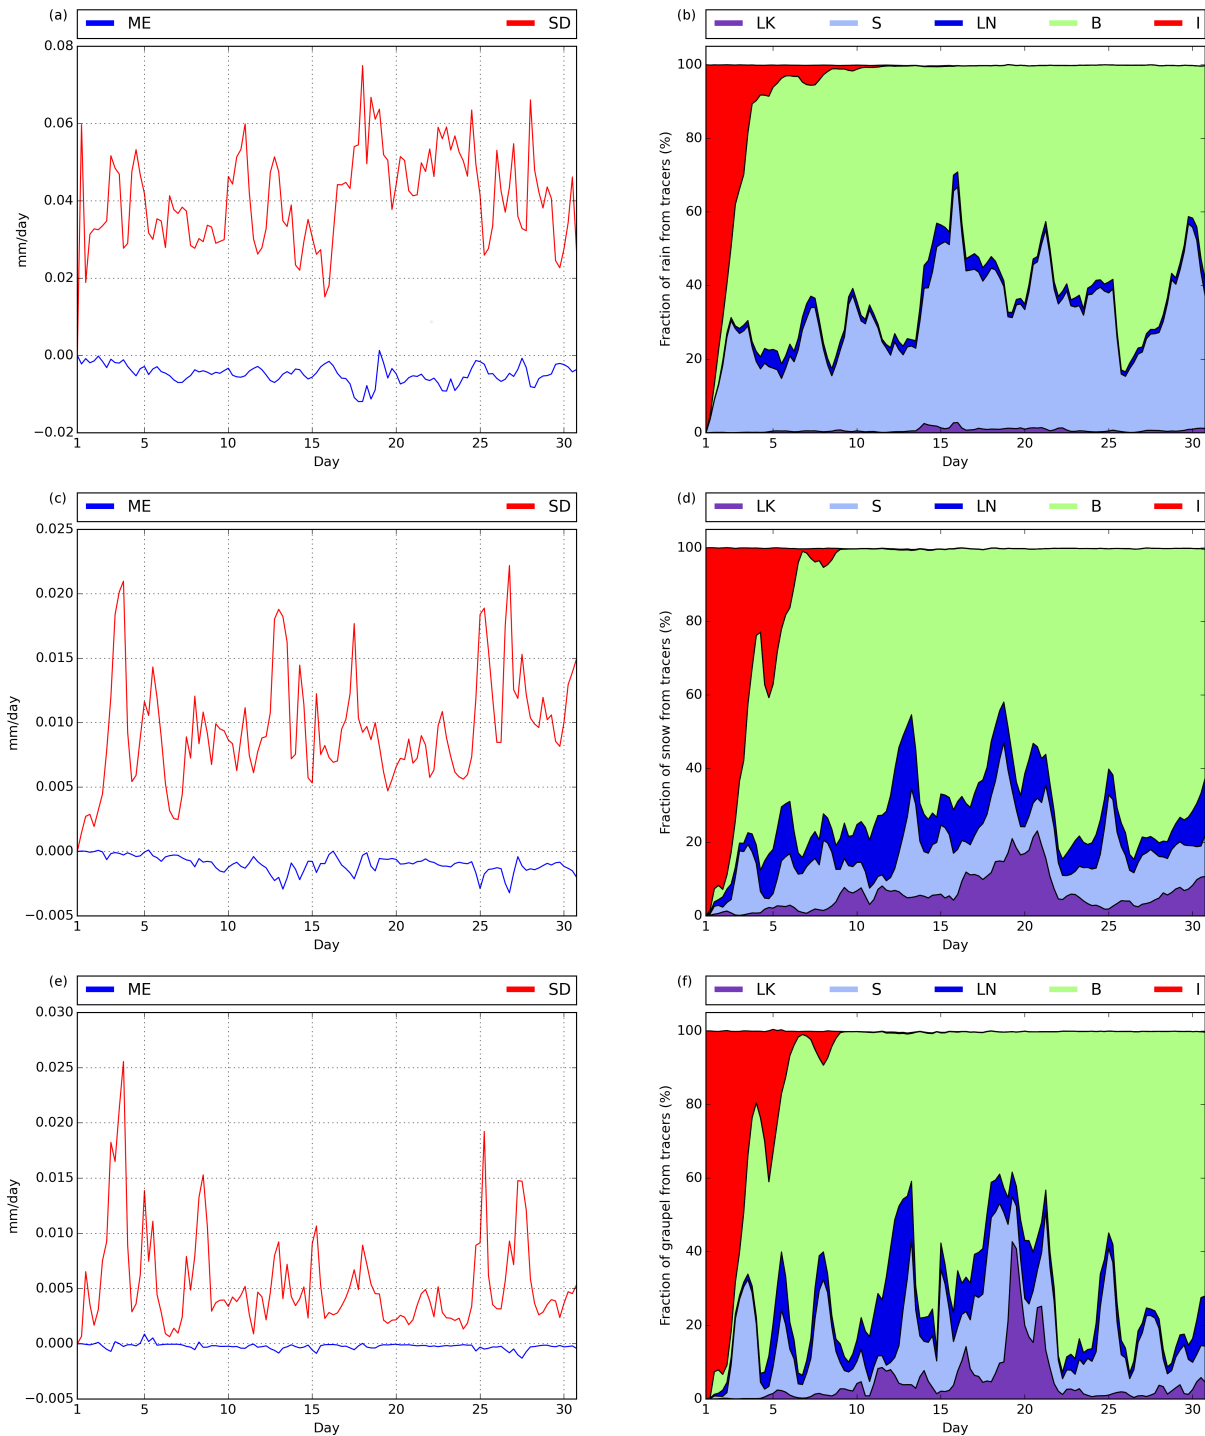 (a) ME SD
0.08
0.06
0.04
0.02
0.00
−0.02
mm/day
1 5 10 15 20 25 30
Day
(b) LK S LN B I
100
80
60
40
20
0
Fraction of rain from tracers (%)
1 5 10 15 20 25 30
Day
(c) ME SD
0.025
0.020
0.015
0.010
0.005
0.000
−0.005
mm/day
1 5 10 15 20 25 30
Day
(d) LK S LN B I
100
80
60
40
20
0
Fraction of snow from tracers (%)
1 5 10 15 20 25 30
Day
(e) ME SD
0.030
0.025
0.020
0.015
0.010
0.005
0.000
−0.005
mm/day
1 5 10 15 20 25 30
Day
(f) LK S LN B I
100
80
60
40
20
0
Fraction of graupel from tracers (%)
1 5 10 15 20 25 30
Day